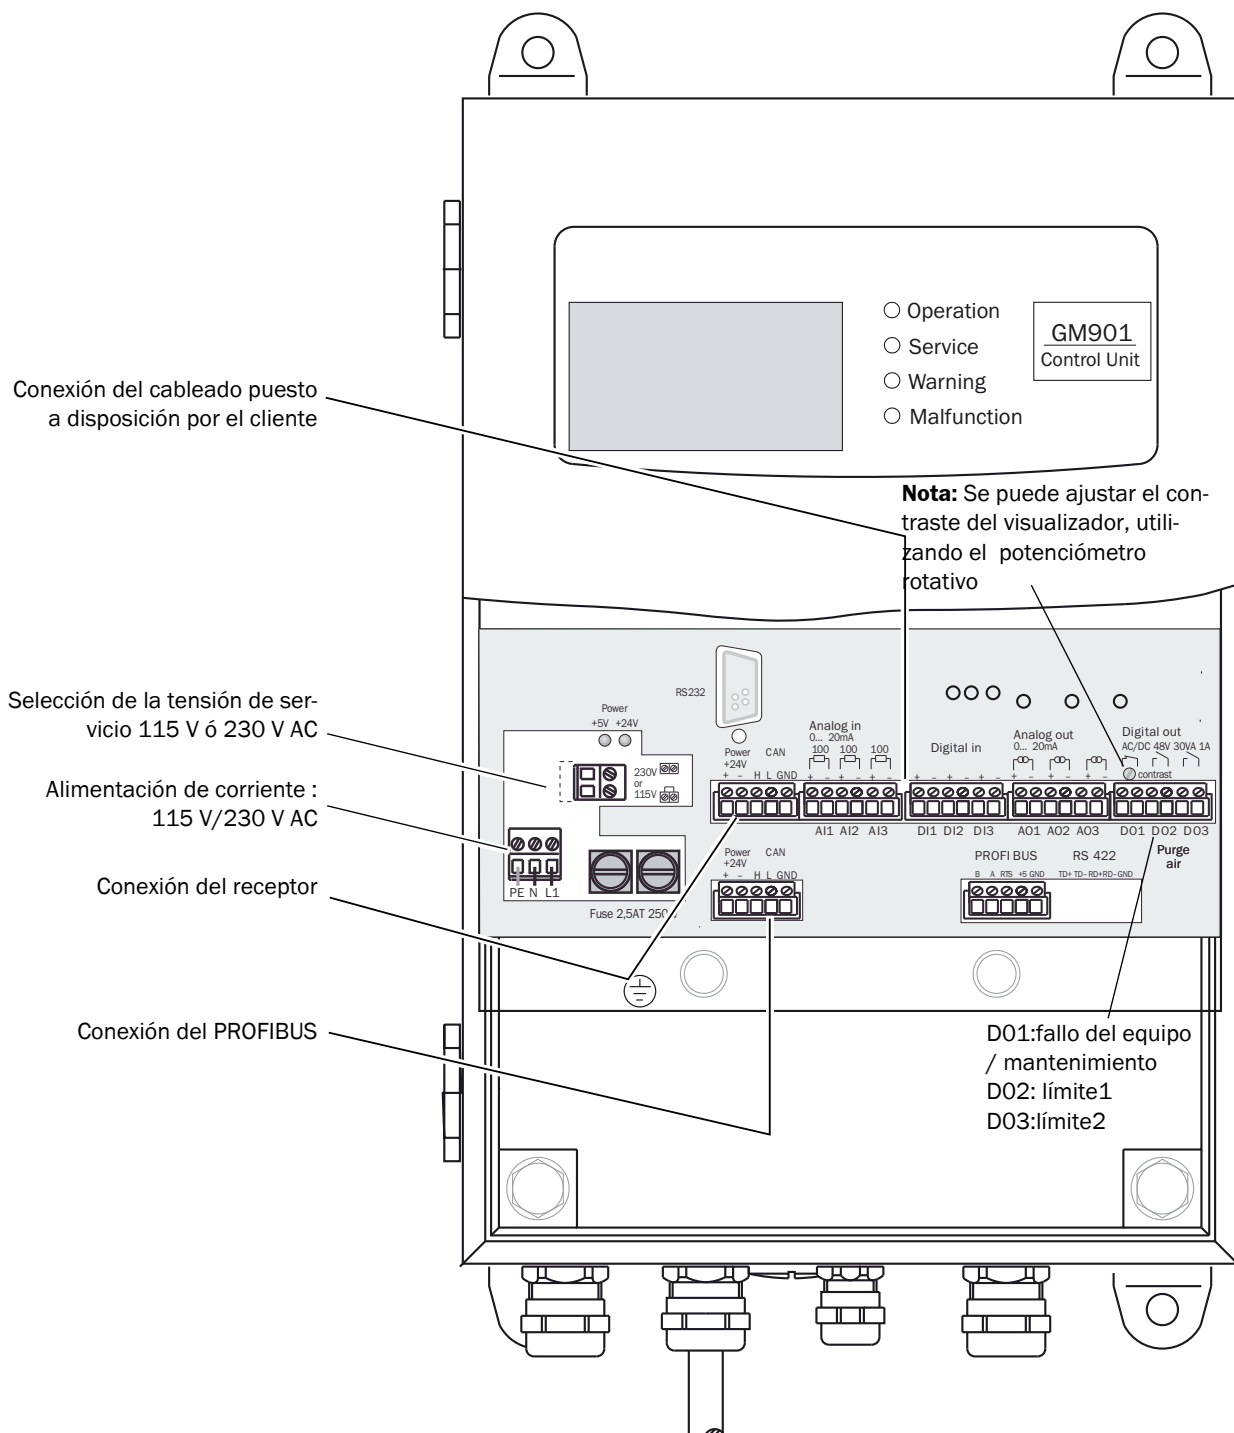 Operation
Service
Warning
Malfunction
GM901
Control Unit
Conexión del cableado puesto
a disposición por el cliente
Nota: Se puede ajustar el con-
traste del visualizador, utili-
zando el potenciómetro
rotativo
Selección de la tensión de ser-
vicio 115 V ó 230 V AC
Alimentación de corriente :
115 V/230 V AC
Conexión del receptor
Conexión del PROFIBUS
RS232
Power
+5V +24V
230V
or
115V
PE N L1
Fuse 2,5AT 250
Power CAN
+24V
+ – H L GND
Analog in
0... 20mA
100 100 100
+ – + – + –
AI1 AI2 AI3
Digital in
+ – + – + –
DI1 DI2 DI3
Analog out
0... 20mA
+ – + – + –
AO1 AO2 AO3
Digital out
AC/DC 48V 30VA 1A
contrast
DO1 DO2 DO3
Purge
air
Power CAN
+24V
+ – H L GND
PROFI BUS RS 422
B A RTS +5 GND TD+ TD- RD+ RD- GND
DO1:fallo del equipo
/ mantenimiento
DO2: límite1
DO3:límite2